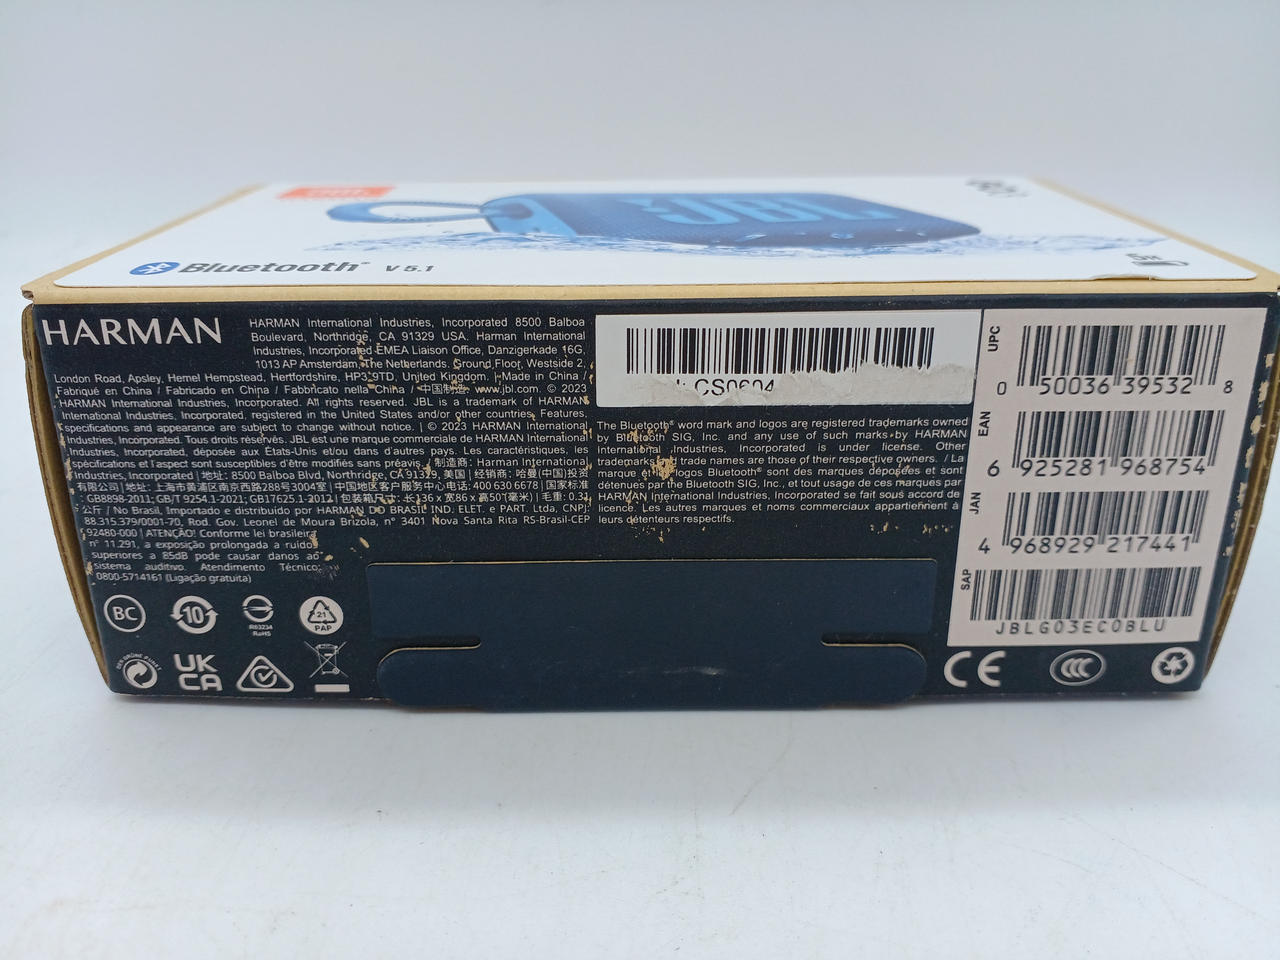 JBL
Bluetooth® V 5.1
HARMAN
HARMAN International Industries, Incorporated 8500 Balboa
Boulevard, Northridge, CA 91329 USA. Harman International
Industries, Incorporated EMEA Liaison Office, Danzigerkade 16G,
1013 AP Amsterdam, The Netherlands. Ground Floor, Westside 2,
London Road, Apsley, Hemel Hempstead, Hertfordshire, HP3 9TD, United Kingdom. | Made in China /
Fabriqué en China / Fabricado en China / Fabbricato nella China / 中国制造 www.jbl.com. © 2023
HARMAN International Industries, Incorporated. All rights reserved. JBL is a trademark of HARMAN
International Industries, Incorporated, registered in the United States and/or other countries. Features,
specifications and appearance are subject to change without notice. | © 2023 HARMAN International
Industries, Incorporated. Tous droits réservés. JBL est une marque commerciale de HARMAN International
Industries, Incorporated, déposée aux États-Unis et/ou dans d'autres pays. Les caractéristiques, les
spécifications et l'aspect sont susceptibles d'être modifiés sans préavis. 制造商: Harman International
Industries, Incorporated | 地址: 8500 Balboa Blvd, Northridge, CA 91329, 美国 | 经销商: 哈曼(中国)投资
有限公司 | 地址: 上海市黄浦区南京西路288号3004室 | 中国地区客户服务中心电话: 400 630 6678 | 国家标准
: GB8898-2011; GB/T 9254.1-2021; GB17625.1-2012 | 包装箱尺寸: 长136 x 宽86 x 高50(毫米) | 毛重: 0.31
公斤 / No Brasil, Importado e distribuído por HARMAN DO BRASIL IND. ELET. e PART. Ltda, CNPJ:
88.315.379/0001-70, Rod. Gov. Leonel de Moura Brizola, n° 3401 Nova Santa Rita RS-Brasil-CEP
92480-000 | ATENÇÃO! Conforme lei brasileira
n° 11.291, a exposição prolongada a ruídos
superiores a 85dB pode causar danos ao
sistema auditivo. Atendimento Técnico:
0800-5714161 (Ligação gratuita)
CS0604
The Bluetooth® word mark and logos are registered trademarks owned
by Bluetooth SIG, Inc. and any use of such marks by HARMAN
International Industries, Incorporated is under license. Other
trademarks and trade names are those of their respective owners. / La
marque et logos Bluetooth® sont des marques déposées et sont
détenues par the Bluetooth SIG, Inc., et tout usage de ces marques par
HARMAN International Industries, Incorporated se fait sous accord de
licence. Les autres marques et noms commerciaux appartiennent à
leurs détenteurs respectifs.
UPC
0 50036 39532 8
EAN
6 925281 968754
JAN
4 968929 217441
SAP
JBLGO3ECOBLU
BC
10
R63234
RoHS
21
PAP
DER GRÜNE PUNKT
UK
CA
CE
CCC